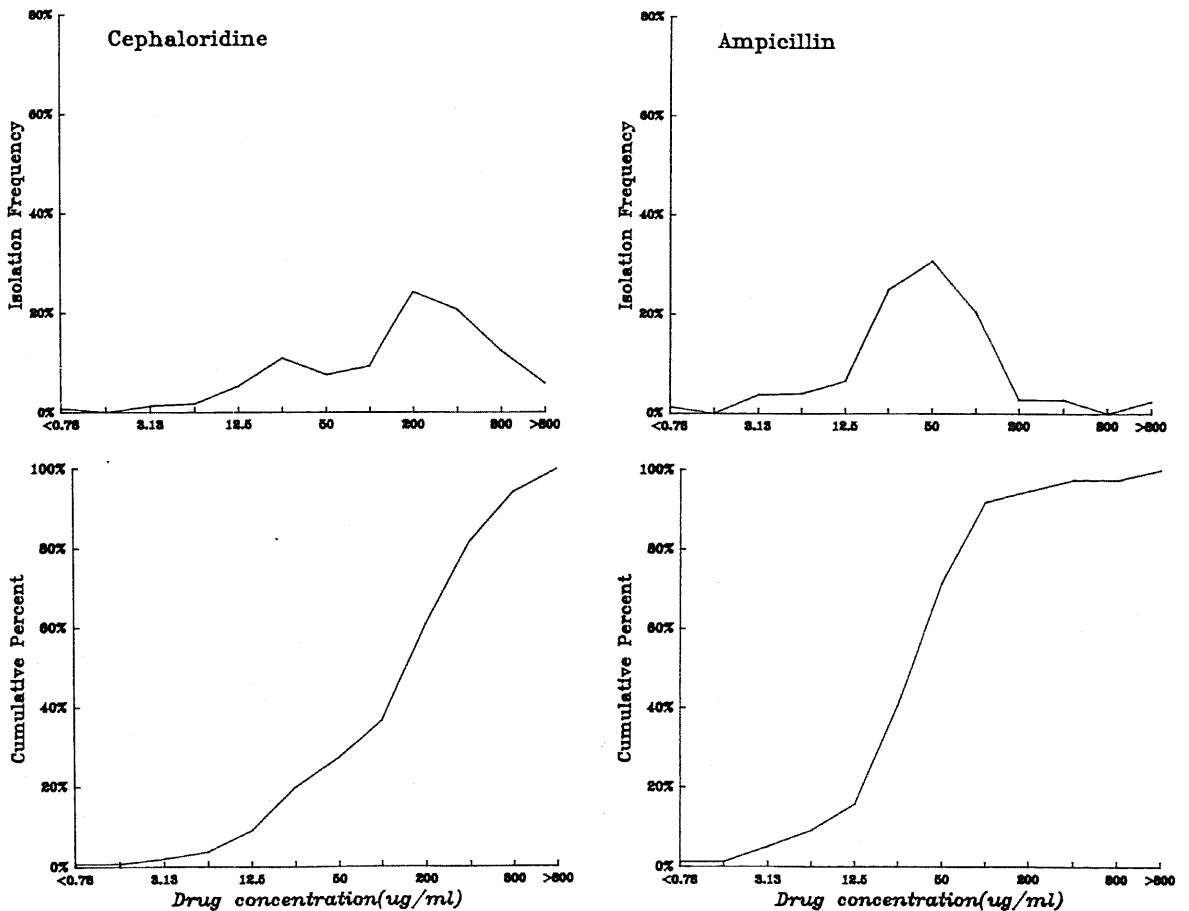 Cephaloridine
Isolation Frequency
80%
60%
40%
20%
0%
<0.78 3.13 12.5 50 200 800 >800
Ampicillin
Isolation Frequency
80%
60%
40%
20%
0%
<0.78 3.13 12.5 50 200 800 >800
Cumulative Percent
100%
80%
60%
40%
20%
0%
<0.78 3.13 12.5 50 200 800 >800
Drug concentration(ug/ml)
Cumulative Percent
100%
80%
60%
40%
20%
0%
<0.78 3.13 12.5 50 200 800 >800
Drug concentration(ug/ml)